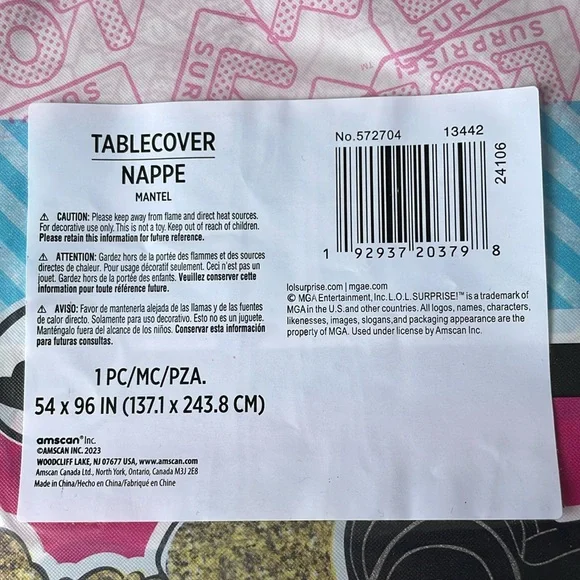 SURPRISE!
SURPRISE!
TABLECOVER
NAPPE
MANTEL
⚠ CAUTION: Please keep away from flame and direct heat sources.
For decorative use only. This is not a toy. Keep out of reach of children.
Please retain this information for future reference.
⚠ ATTENTION: Gardez hors de la portée des flammes et des sources
directes de chaleur. Pour usage décoratif seulement. Ceci n'est pas un
jouet. Gardez hors de la portée des enfants. Veuillez conserver cette
information pour toute référence future.
⚠ AVISO: Favor de mantenerla alejada de las llamas y de las fuentes
de calor directo. Solamente para uso decorativo. Esto no es un juguete.
Manténgalo fuera del alcance de los niños. Conservar esta información
para futuras consultas.
1 PC/MC/PZA.
54 x 96 IN (137.1 x 243.8 CM)
amscan® Inc.
©AMSCAN INC. 2023
WOODCLIFF LAKE, NJ 07677 USA, www.amscan.com
Amscan Canada Ltd., North York, Ontario, Canada M3J 2E8
Made in China/Hecho en China/Fabriqué en Chine
No.572704 13442
24106
1 92937 20379 8
lolsurprise.com | mgae.com
© MGA Entertainment, Inc. L.O.L. SURPRISE!™ is a trademark of
MGA in the U.S. and other countries. All logos, names, characters,
likenesses, images, slogans, and packaging appearance are the
property of MGA. Used under license by Amscan Inc.